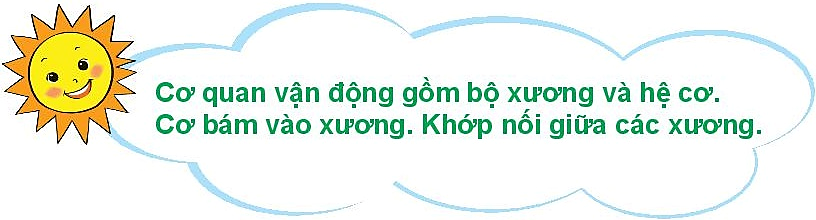 Cơ quan vận động gồm bộ xương và hệ cơ.
Cơ bám vào xương. Khớp nối giữa các xương.